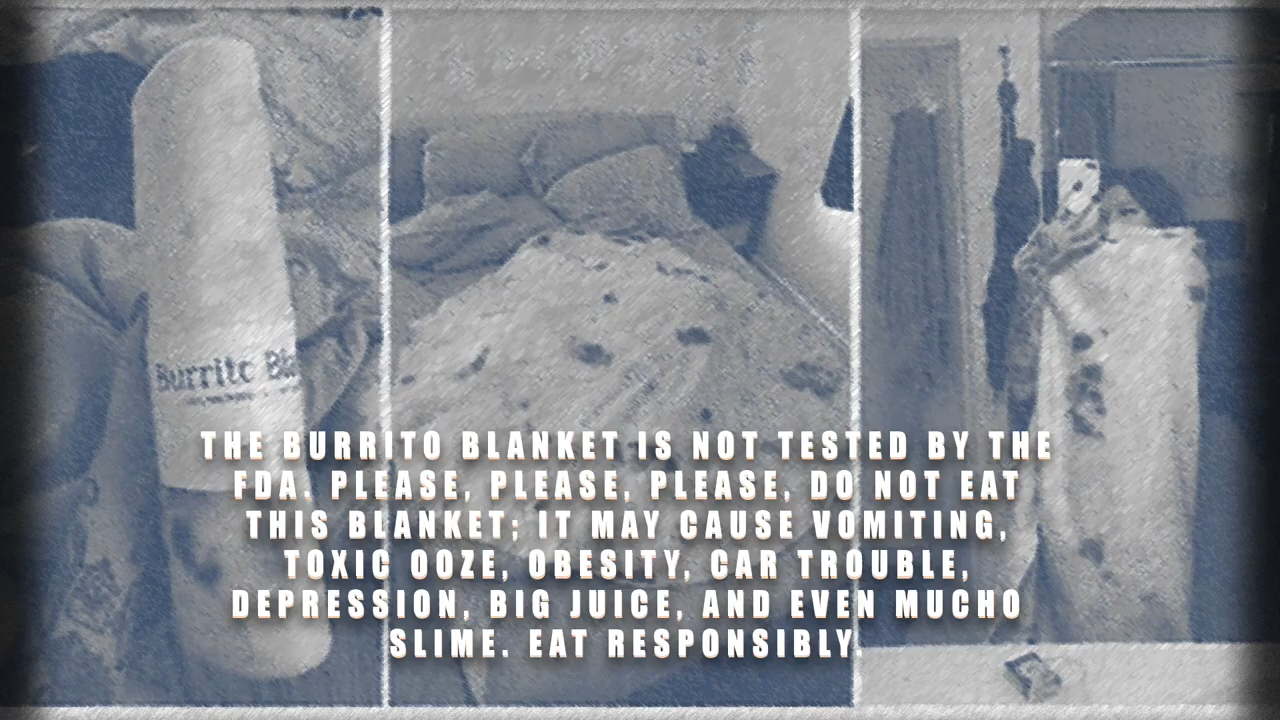 Burrito
THE BURRITO BLANKET IS NOT TESTED BY THE
FDA. PLEASE, PLEASE, PLEASE, DO NOT EAT
THIS BLANKET; IT MAY CAUSE VOMITING,
TOXIC OOZE, OBESITY, CAR TROUBLE,
DEPRESSION, BIG JUICE, AND EVEN MUCHO
SLIME. EAT RESPONSIBLY.